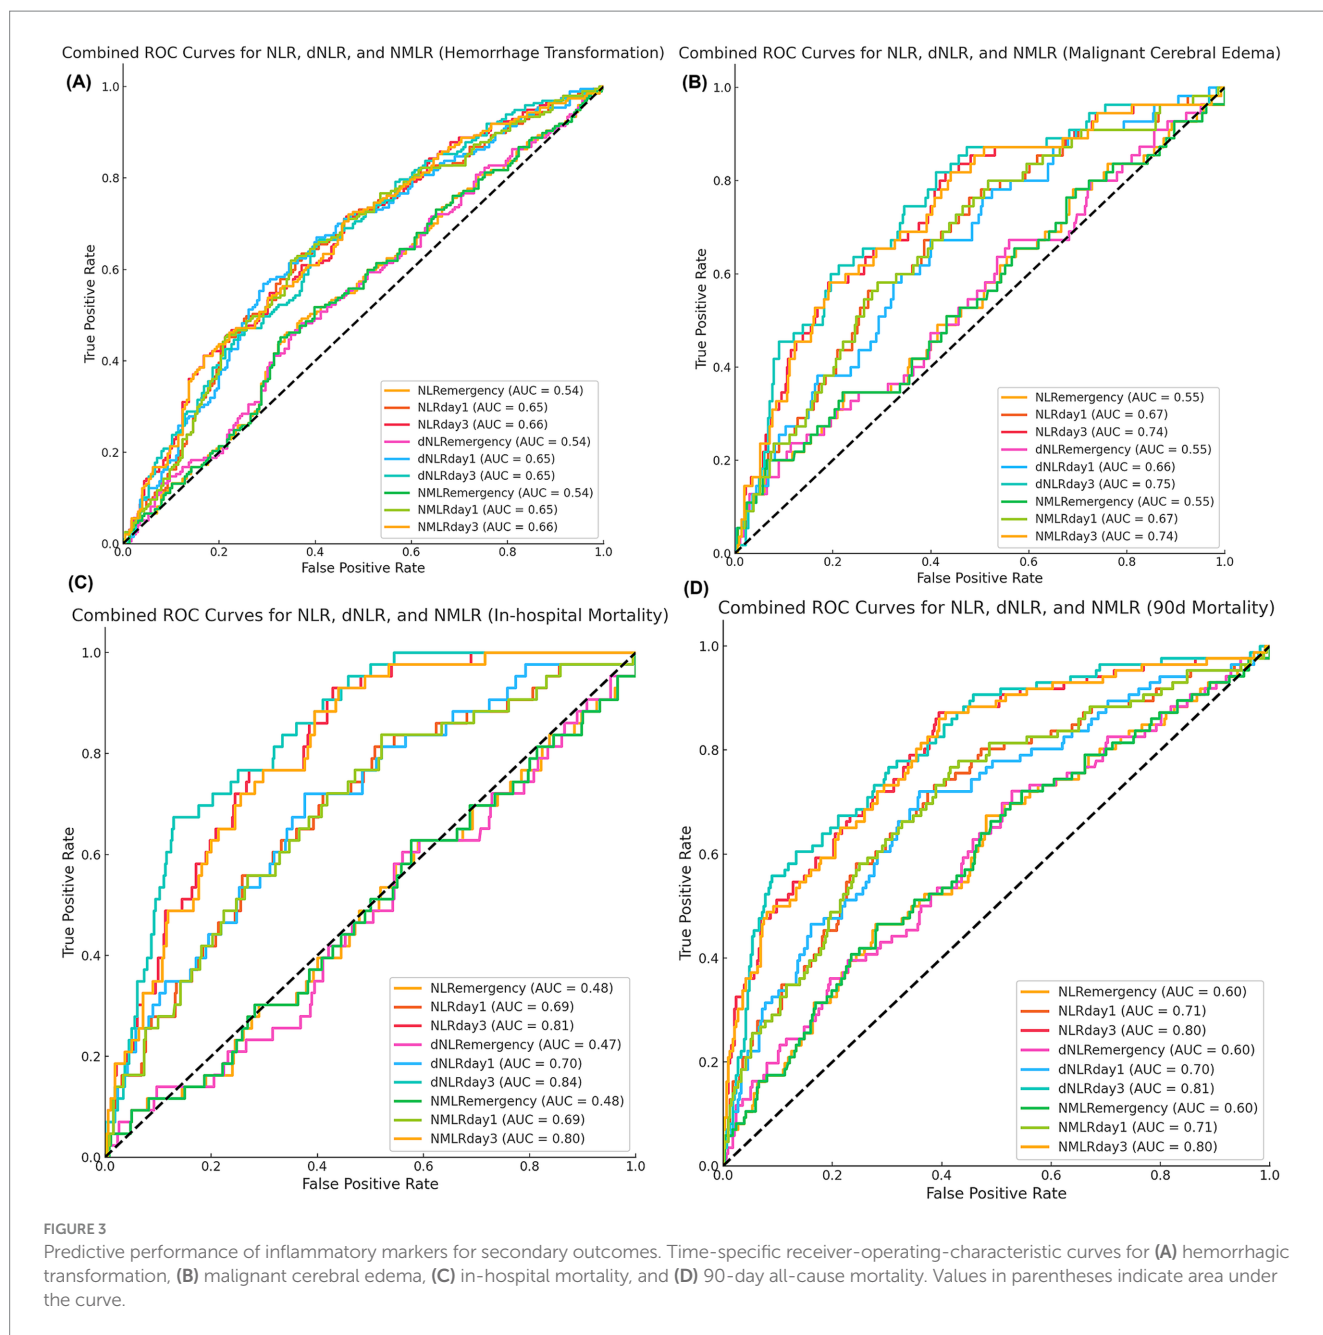 Combined ROC Curves for NLR, dNLR, and NMLR (Hemorrhage Transformation)
(A)
1.0
0.8
0.6
0.4
0.2
0.0
True Positive Rate
NLRemergency (AUC = 0.54)
NLRday1 (AUC = 0.65)
NLRday3 (AUC = 0.66)
dNLRemergency (AUC = 0.54)
dNLRday1 (AUC = 0.65)
dNLRday3 (AUC = 0.65)
NMLRemergency (AUC = 0.54)
NMLRday1 (AUC = 0.65)
NMLRday3 (AUC = 0.66)
0.0 0.2 0.4 0.6 0.8 1.0
False Positive Rate
Combined ROC Curves for NLR, dNLR, and NMLR (Malignant Cerebral Edema)
(B)
1.0
0.8
0.6
0.4
0.2
0.0
True Positive Rate
NLRemergency (AUC = 0.55)
NLRday1 (AUC = 0.67)
NLRday3 (AUC = 0.74)
dNLRemergency (AUC = 0.55)
dNLRday1 (AUC = 0.66)
dNLRday3 (AUC = 0.75)
NMLRemergency (AUC = 0.55)
NMLRday1 (AUC = 0.67)
NMLRday3 (AUC = 0.74)
0.0 0.2 0.4 0.6 0.8 1.0
False Positive Rate
(C)
Combined ROC Curves for NLR, dNLR, and NMLR (In-hospital Mortality)
1.0
0.8
0.6
0.4
0.2
0.0
True Positive Rate
NLRemergency (AUC = 0.48)
NLRday1 (AUC = 0.69)
NLRday3 (AUC = 0.81)
dNLRemergency (AUC = 0.47)
dNLRday1 (AUC = 0.70)
dNLRday3 (AUC = 0.84)
NMLRemergency (AUC = 0.48)
NMLRday1 (AUC = 0.69)
NMLRday3 (AUC = 0.80)
0.0 0.2 0.4 0.6 0.8 1.0
False Positive Rate
(D)
Combined ROC Curves for NLR, dNLR, and NMLR (90d Mortality)
1.0
0.8
0.6
0.4
0.2
0.0
True Positive Rate
NLRemergency (AUC = 0.60)
NLRday1 (AUC = 0.71)
NLRday3 (AUC = 0.80)
dNLRemergency (AUC = 0.60)
dNLRday1 (AUC = 0.70)
dNLRday3 (AUC = 0.81)
NMLRemergency (AUC = 0.60)
NMLRday1 (AUC = 0.71)
NMLRday3 (AUC = 0.80)
0.0 0.2 0.4 0.6 0.8 1.0
False Positive Rate
FIGURE 3
Predictive performance of inflammatory markers for secondary outcomes. Time-specific receiver-operating-characteristic curves for (A) hemorrhagic
transformation, (B) malignant cerebral edema, (C) in-hospital mortality, and (D) 90-day all-cause mortality. Values in parentheses indicate area under
the curve.